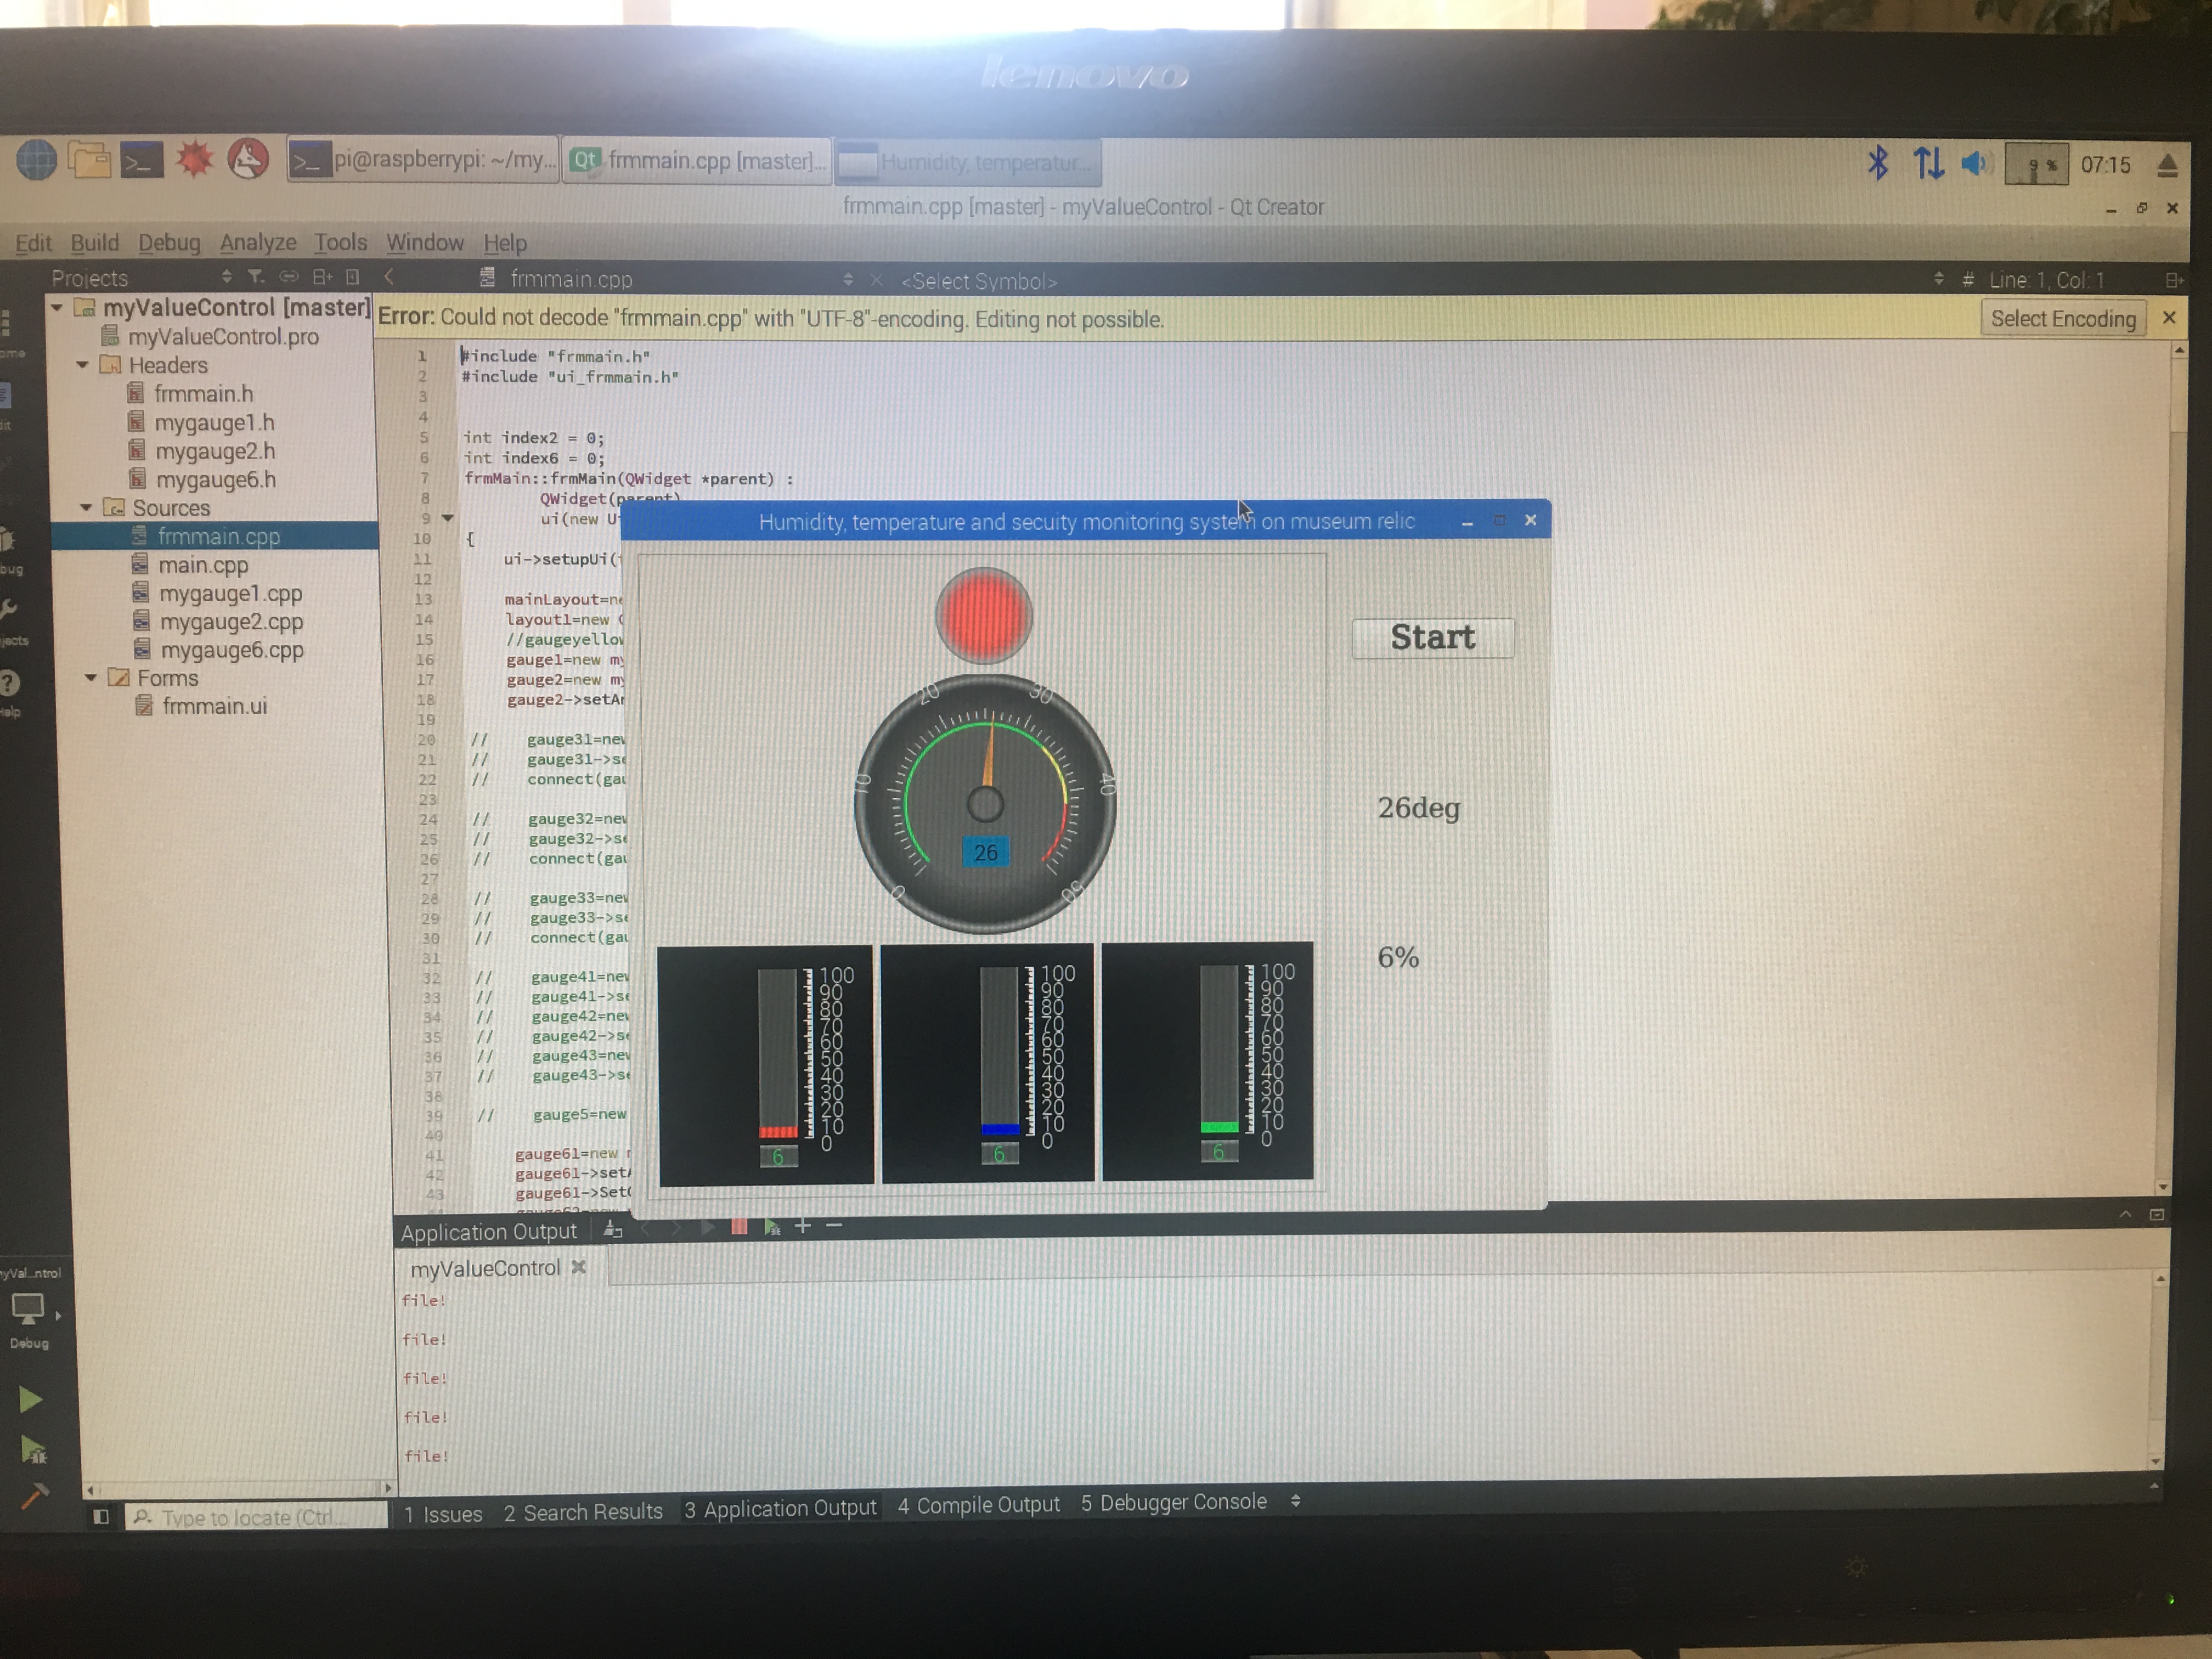 lenovo
pi@raspberrypi: ~/my...
Qt frmmain.cpp [master]...
Humidity, temperatur...
9 %
07:15
frmmain.cpp [master] - myValueControl - Qt Creator
Edit Build Debug Analyze Tools Window Help
Projects
frmmain.cpp
<Select Symbol>
# Line: 1, Col: 1
Error: Could not decode "frmmain.cpp" with "UTF-8"-encoding. Editing not possible.
Select Encoding
myValueControl [master]
myValueControl.pro
Headers
frmmain.h
mygauge1.h
mygauge2.h
mygauge6.h
Sources
frmmain.cpp
main.cpp
mygauge1.cpp
mygauge2.cpp
mygauge6.cpp
Forms
frmmain.ui
1 #include "frmmain.h"
2 #include "ui_frmmain.h"
3
4
5 int index2 = 0;
6 int index6 = 0;
7 frmMain::frmMain(QWidget *parent) :
8 QWidget(parent)
9 ui(new U
10 {
11 ui->setupUi(
12
13 mainLayout=ne
14 layout1=new
15 //gaugeyellow
16 gauge1=new my
17 gauge2=new my
18 gauge2->setAr
19
20 // gauge31=new
21 // gauge31->se
22 // connect(gau
23
24 // gauge32=new
25 // gauge32->se
26 // connect(gau
27
28 // gauge33=new
29 // gauge33->se
30 // connect(gau
31
32 // gauge41=new
33 // gauge41->se
34 // gauge42=new
35 // gauge42->se
36 // gauge43=new
37 // gauge43->se
38
39 // gauge5=new
40
41 gauge61=new
42 gauge61->setA
43 gauge61->Set
Humidity, temperature and secuity monitoring system on museum relic
Start
0 10 20 30 40 50
26
26deg
6%
100 90 80 70 60 50 40 30 20 10 0
6
100 90 80 70 60 50 40 30 20 10 0
6
100 90 80 70 60 50 40 30 20 10 0
6
Application Output
myValueControl
file!
file!
file!
file!
file!
yVal...ntrol
Debug
Type to locate (Ctrl...
1 Issues 2 Search Results 3 Application Output 4 Compile Output 5 Debugger Console